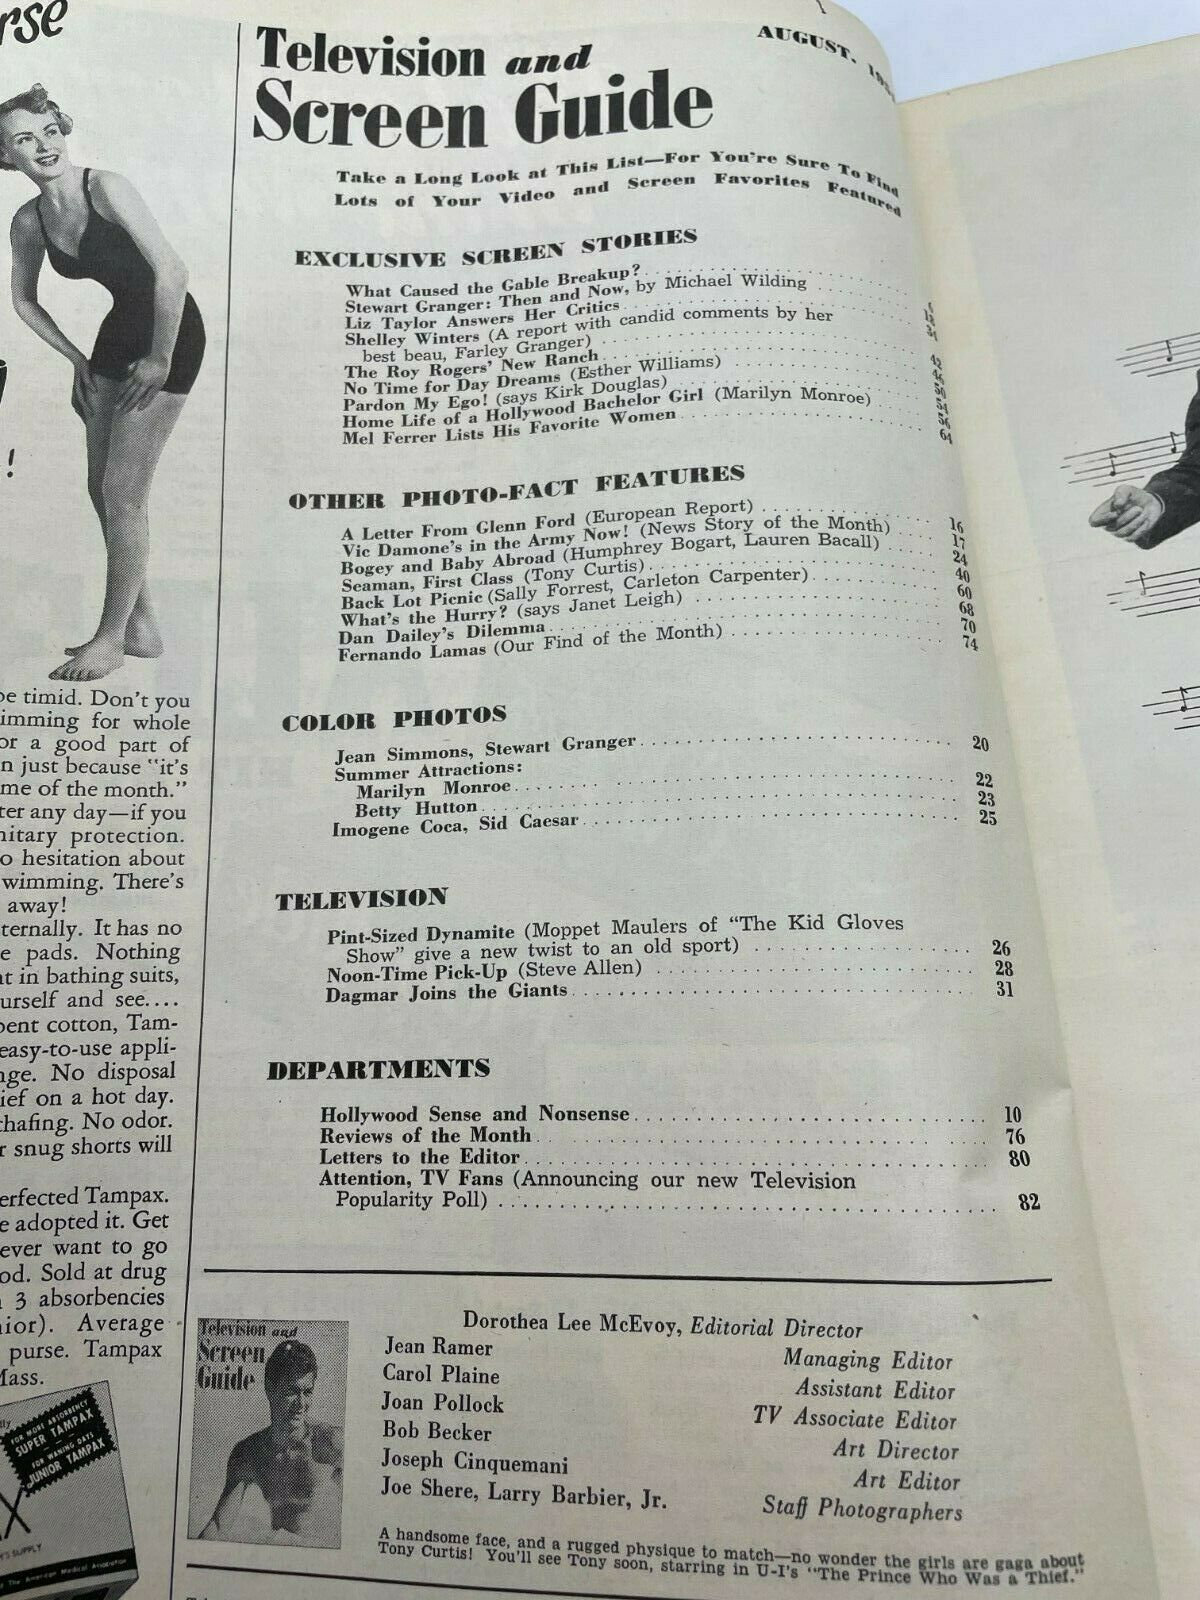 rse
!
be timid. Don't you
imming for whole
or a good part of
n just because "it's
me of the month."
ter any day—if you
nitary protection.
o hesitation about
wimming. There's
away!
ternally. It has no
e pads. Nothing
nt in bathing suits,
urself and see....
bent cotton, Tam-
easy-to-use appli-
nge. No disposal
ief on a hot day.
chafing. No odor.
r snug shorts will
erfected Tampax.
e adopted it. Get
ever want to go
od. Sold at drug
3 absorbencies
nior). Average
purse. Tampax
Mass.
FOR MORE ABSORBENCY
SUPER TAMPAX
FOR WANING DAYS
JUNIOR TAMPAX
AX
'S SUPPLY
The American Medical Association
Television and
Screen Guide
AUGUST,
Take a Long Look at This List—For You're Sure To Find
Lots of Your Video and Screen Favorites Featured
EXCLUSIVE SCREEN STORIES
What Caused the Gable Breakup?
Stewart Granger: Then and Now, by Michael Wilding
Liz Taylor Answers Her Critics
Shelley Winters (A report with candid comments by her
best beau, Farley Granger)
The Roy Rogers' New Ranch
No Time for Day Dreams (Esther Williams)
Pardon My Ego! (says Kirk Douglas)
Home Life of a Hollywood Bachelor Girl (Marilyn Monroe)
Mel Ferrer Lists His Favorite Women 64
OTHER PHOTO-FACT FEATURES
A Letter From Glenn Ford (European Report) 16
Vic Damone's in the Army Now! (News Story of the Month) 17
Bogey and Baby Abroad (Humphrey Bogart, Lauren Bacall) 24
Seaman, First Class (Tony Curtis) 40
Back Lot Picnic (Sally Forrest, Carleton Carpenter) 60
What's the Hurry? (says Janet Leigh) 68
Dan Dailey's Dilemma 70
Fernando Lamas (Our Find of the Month) 74
COLOR PHOTOS
Jean Simmons, Stewart Granger 20
Summer Attractions:
Marilyn Monroe 22
Betty Hutton 23
Imogene Coca, Sid Caesar 25
TELEVISION
Pint-Sized Dynamite (Moppet Maulers of "The Kid Gloves
Show" give a new twist to an old sport) 26
Noon-Time Pick-Up (Steve Allen) 28
Dagmar Joins the Giants 31
DEPARTMENTS
Hollywood Sense and Nonsense 10
Reviews of the Month 76
Letters to the Editor 80
Attention, TV Fans (Announcing our new Television
Popularity Poll) 82
Television and
Screen
Guide
Dorothea Lee McEvoy, Editorial Director
Jean Ramer Managing Editor
Carol Plaine Assistant Editor
Joan Pollock TV Associate Editor
Bob Becker Art Director
Joseph Cinquemani Art Editor
Joe Shere, Larry Barbier, Jr. Staff Photographers
A handsome face, and a rugged physique to match—no wonder the girls are gaga about
Tony Curtis! You'll see Tony soon, starring in U-I's "The Prince Who Was a Thief."